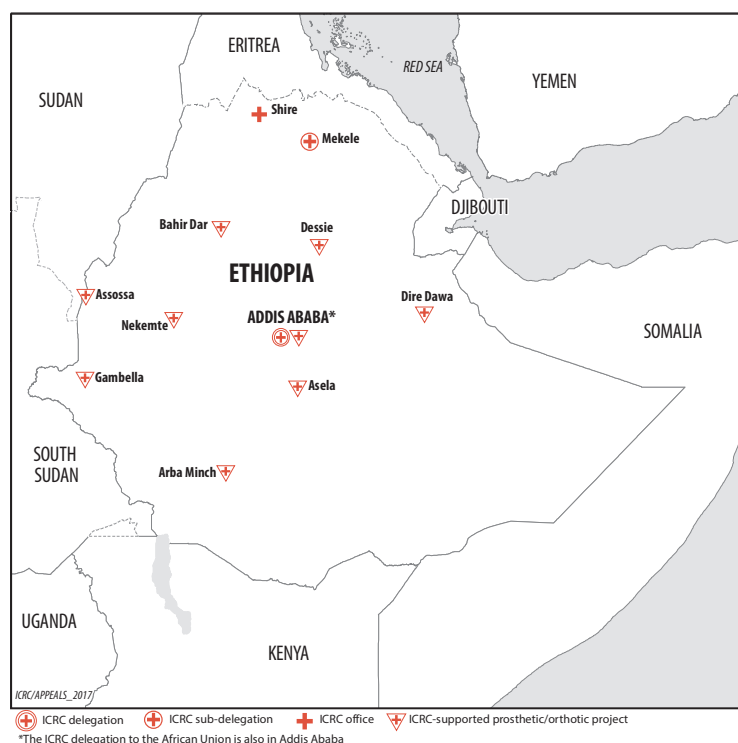 ERITREA
RED SEA
YEMEN
SUDAN
Shire
Mekele
DJIBOUTI
Bahir Dar
Dessie
ETHIOPIA
Assossa
Dire Dawa
Nekemte
ADDIS ABABA*
SOMALIA
Gambella
Asela
SOUTH
SUDAN
Arba Minch
UGANDA
KENYA
ICRC/APPEALS_2017
ICRC delegation ICRC sub-delegation ICRC office ICRC-supported prosthetic/orthotic project
*The ICRC delegation to the African Union is also in Addis Ababa